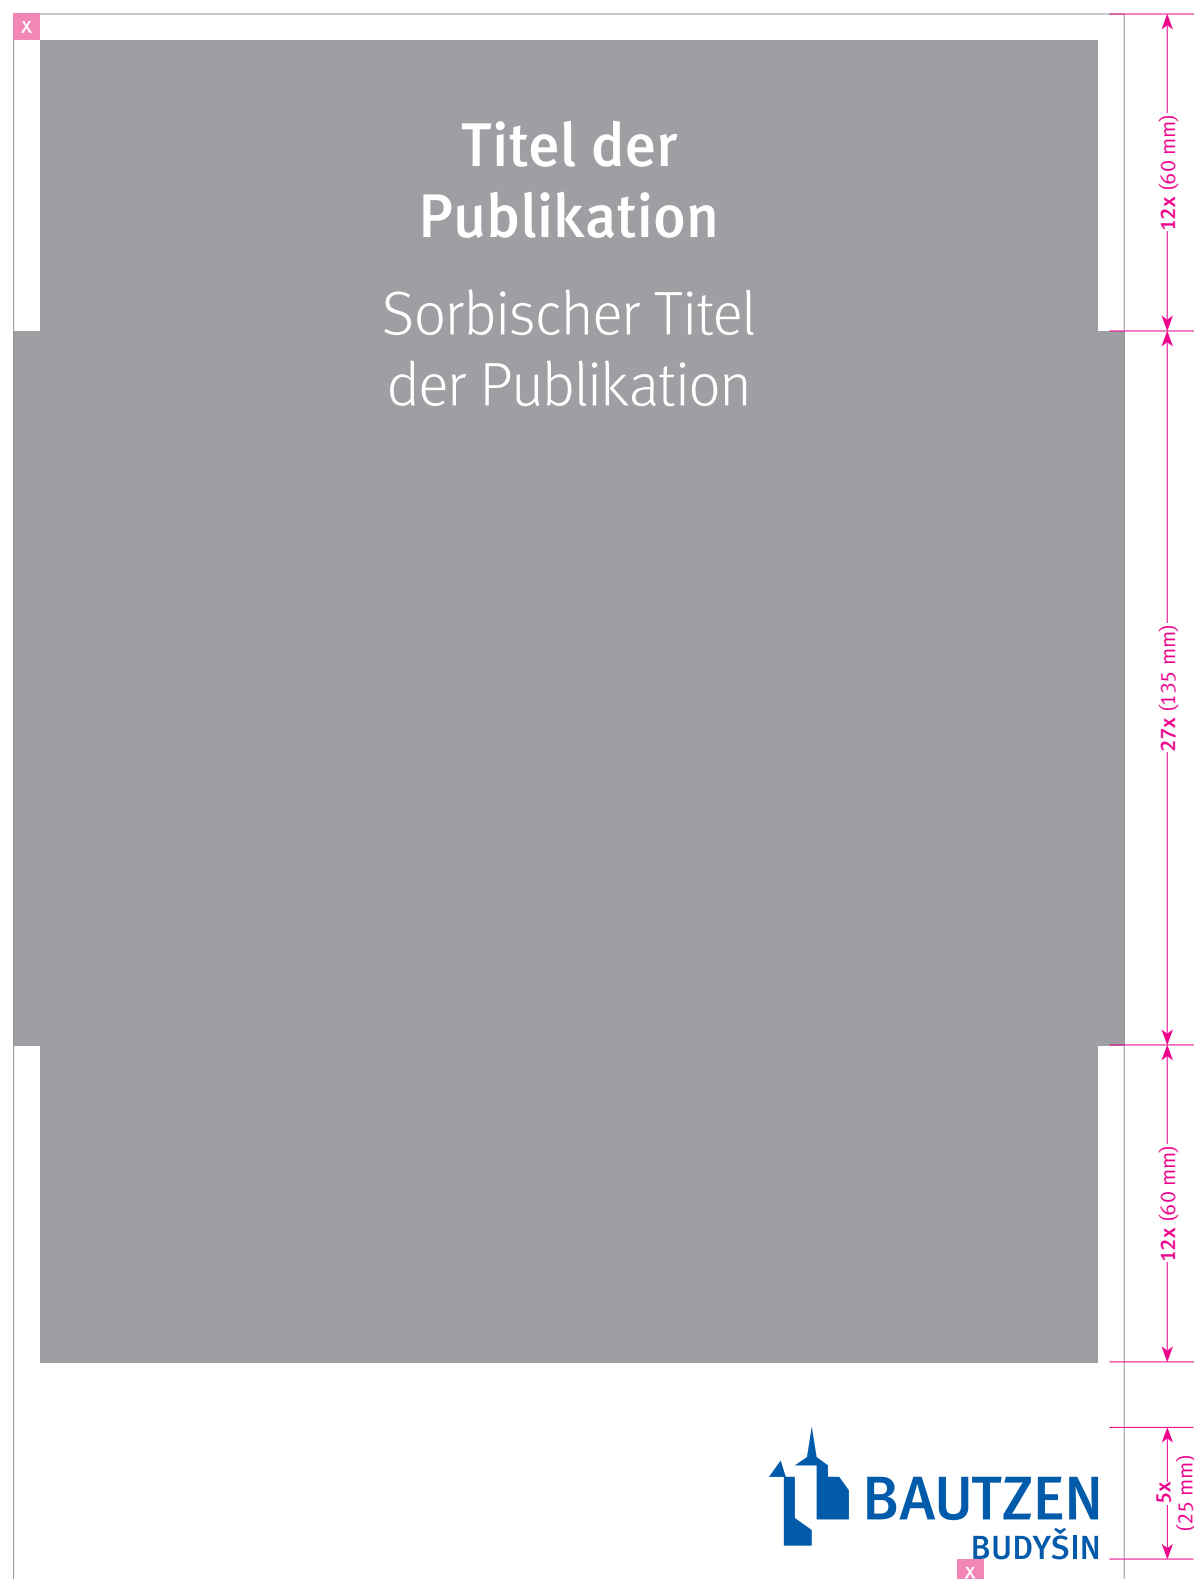 X
Titel der
Publikation
Sorbischer Titel
der Publikation
12x (60 mm)
27x (135 mm)
12x (60 mm)
5x
(25 mm)
BAUTZEN
BUDYŠIN
X